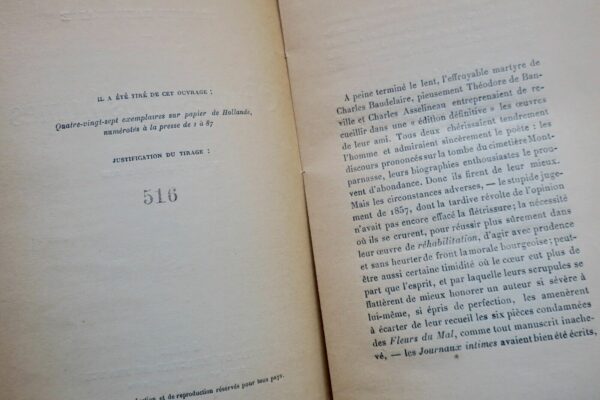 IL A ÉTÉ TIRÉ DE CET OUVRAGE :
Quatre-vingt-sept exemplaires sur papier de Hollande,
numérotés à la presse de 1 à 87
JUSTIFICATION DU TIRAGE :
516
et de reproduction réservés pour tous pays.
A peine terminé le lent, l'effroyable martyre de
Charles Baudelaire, pieusement Théodore de Ban-
ville et Charles Asselineau entreprenaient de re-
cueillir dans une « édition définitive » les œuvres
de leur ami. Tous deux chérissaient tendrement
l'homme et admiraient sincèrement le poète : les
discours prononcés sur la tombe du cimetière Mont-
parnasse, leurs biographies enthousiastes le prou-
vent d'abondance. Donc ils firent de leur mieux.
Mais les circonstances adverses, — le stupide juge-
ment de 1857, dont la tardive révolte de l'opinion
n'avait pas encore effacé la flétrissure; la nécessité
où ils se crurent, pour réussir plus sûrement dans
leur œuvre de réhabilitation, d'agir avec prudence
et sans heurter de front la morale bourgeoise; peut-
être aussi certaine timidité où le cœur eut plus de
part que l'esprit, et par laquelle leurs scrupules se
flattèrent de mieux honorer un auteur si sévère à
lui-même, si épris de perfection, les amenèrent
à écarter de leur recueil les six pièces condamnées
des Fleurs du Mal, comme tout manuscrit inache-
vé, — les Journaux intimes avaient bien été écrits,